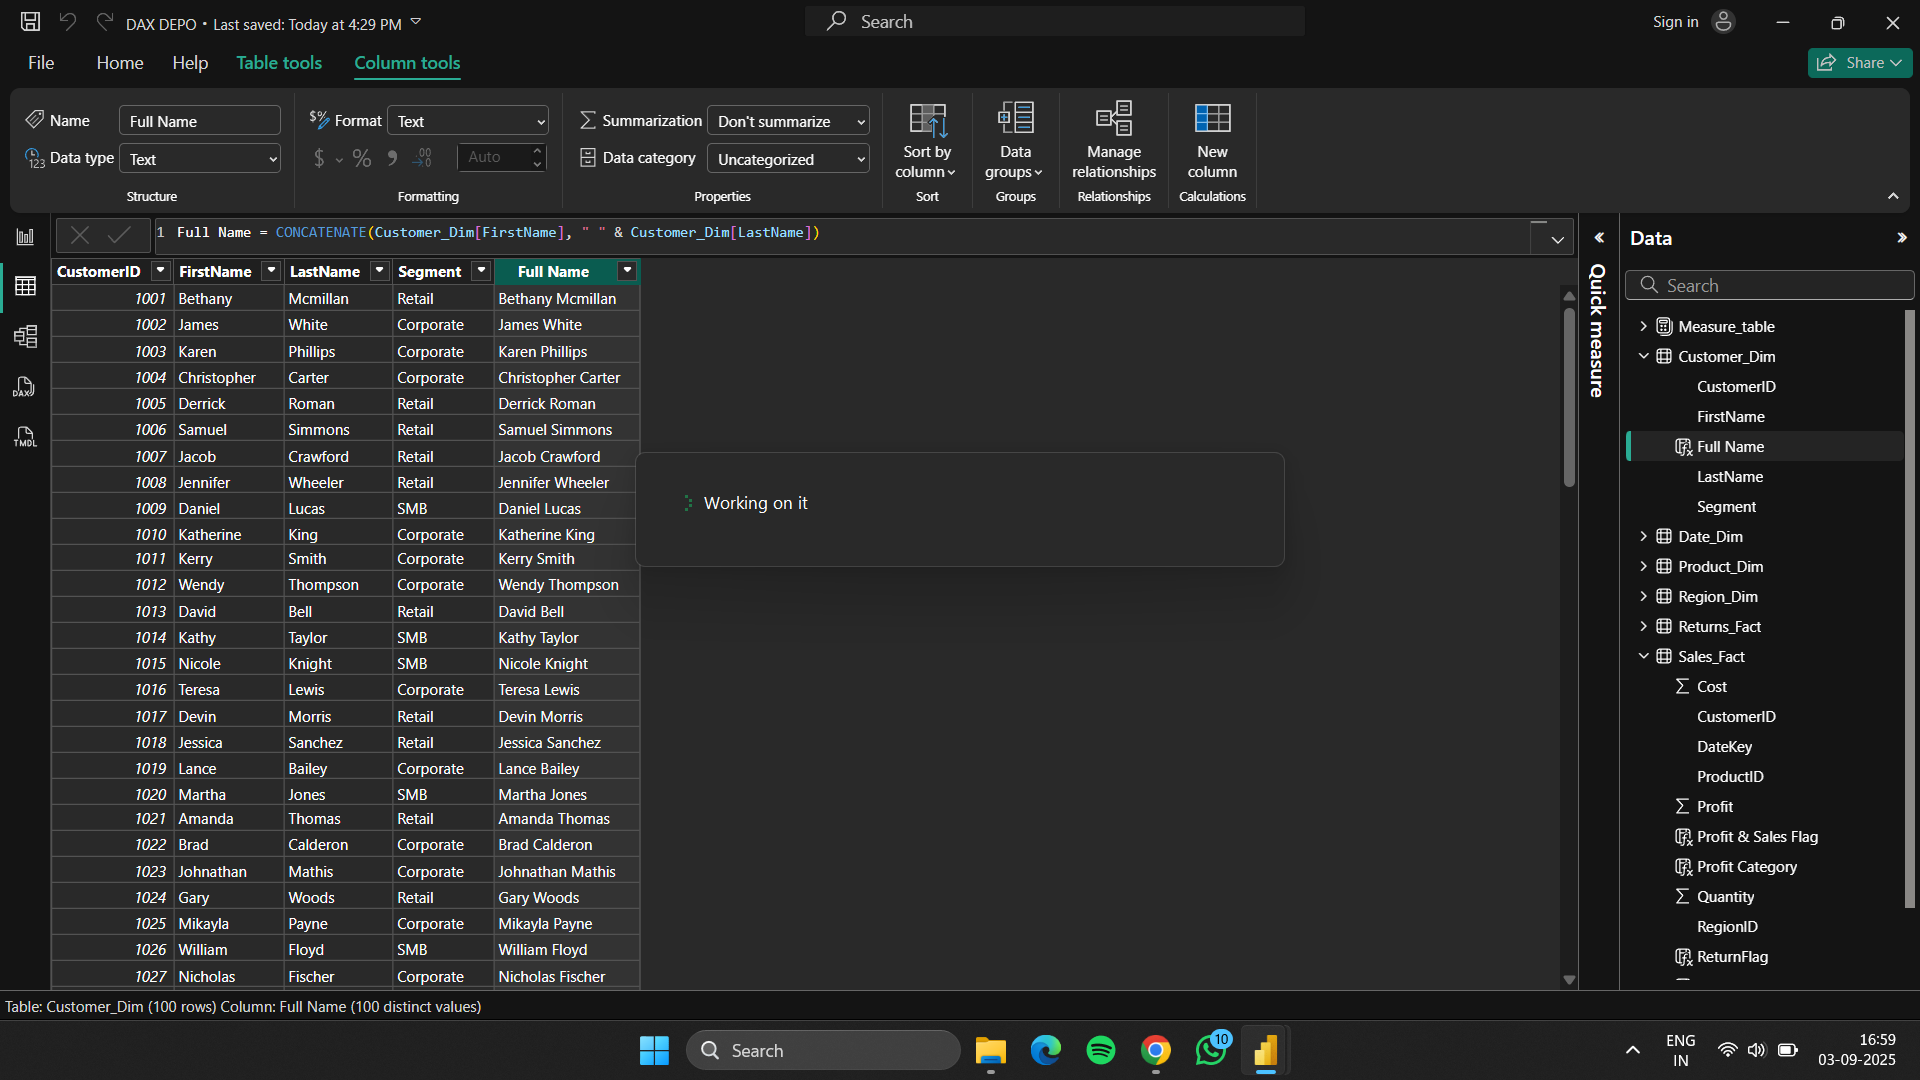 DAX DEPO • Last saved: Today at 4:29 PM
Search
Sign in
File
Home
Help
Table tools
Column tools
Share
Name
Full Name
Format
Text
Summarization
Don't summarize
Data type
Text
$ % 9 .00
Auto
Data category
Uncategorized
Sort by
column
Data
groups
Manage
relationships
New
column
Structure
Formatting
Properties
Sort
Groups
Relationships
Calculations
1 Full Name = CONCATENATE(Customer_Dim[FirstName], " " & Customer_Dim[LastName])
CustomerID FirstName LastName Segment Full Name
1001 Bethany Mcmillan Retail Bethany Mcmillan
1002 James White Corporate James White
1003 Karen Phillips Corporate Karen Phillips
1004 Christopher Carter Corporate Christopher Carter
1005 Derrick Roman Retail Derrick Roman
1006 Samuel Simmons Retail Samuel Simmons
1007 Jacob Crawford Retail Jacob Crawford
1008 Jennifer Wheeler Retail Jennifer Wheeler
1009 Daniel Lucas SMB Daniel Lucas
1010 Katherine King Corporate Katherine King
1011 Kerry Smith Corporate Kerry Smith
1012 Wendy Thompson Corporate Wendy Thompson
1013 David Bell Retail David Bell
1014 Kathy Taylor SMB Kathy Taylor
1015 Nicole Knight SMB Nicole Knight
1016 Teresa Lewis Corporate Teresa Lewis
1017 Devin Morris Retail Devin Morris
1018 Jessica Sanchez Retail Jessica Sanchez
1019 Lance Bailey Corporate Lance Bailey
1020 Martha Jones SMB Martha Jones
1021 Amanda Thomas Retail Amanda Thomas
1022 Brad Calderon Corporate Brad Calderon
1023 Johnathan Mathis Corporate Johnathan Mathis
1024 Gary Woods Retail Gary Woods
1025 Mikayla Payne Corporate Mikayla Payne
1026 William Floyd SMB William Floyd
1027 Nicholas Fischer Corporate Nicholas Fischer
Working on it
DAX
TMDL
Quick measure
Data
Search
Measure_table
Customer_Dim
CustomerID
FirstName
Full Name
LastName
Segment
Date_Dim
Product_Dim
Region_Dim
Returns_Fact
Sales_Fact
Cost
CustomerID
DateKey
ProductID
Profit
Profit & Sales Flag
Profit Category
Quantity
RegionID
ReturnFlag
Table: Customer_Dim (100 rows) Column: Full Name (100 distinct values)
Search
10
ENG
IN
16:59
03-09-2025